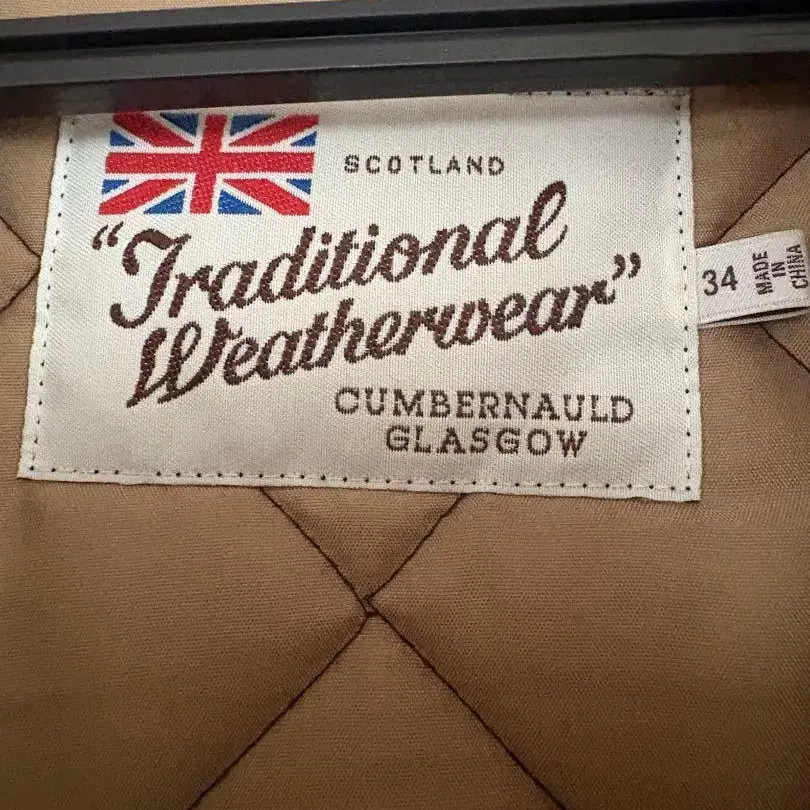 SCOTLAND
“Traditional
Weatherwear”
CUMBERNAULD
GLASGOW
34
MADE
IN
CHINA